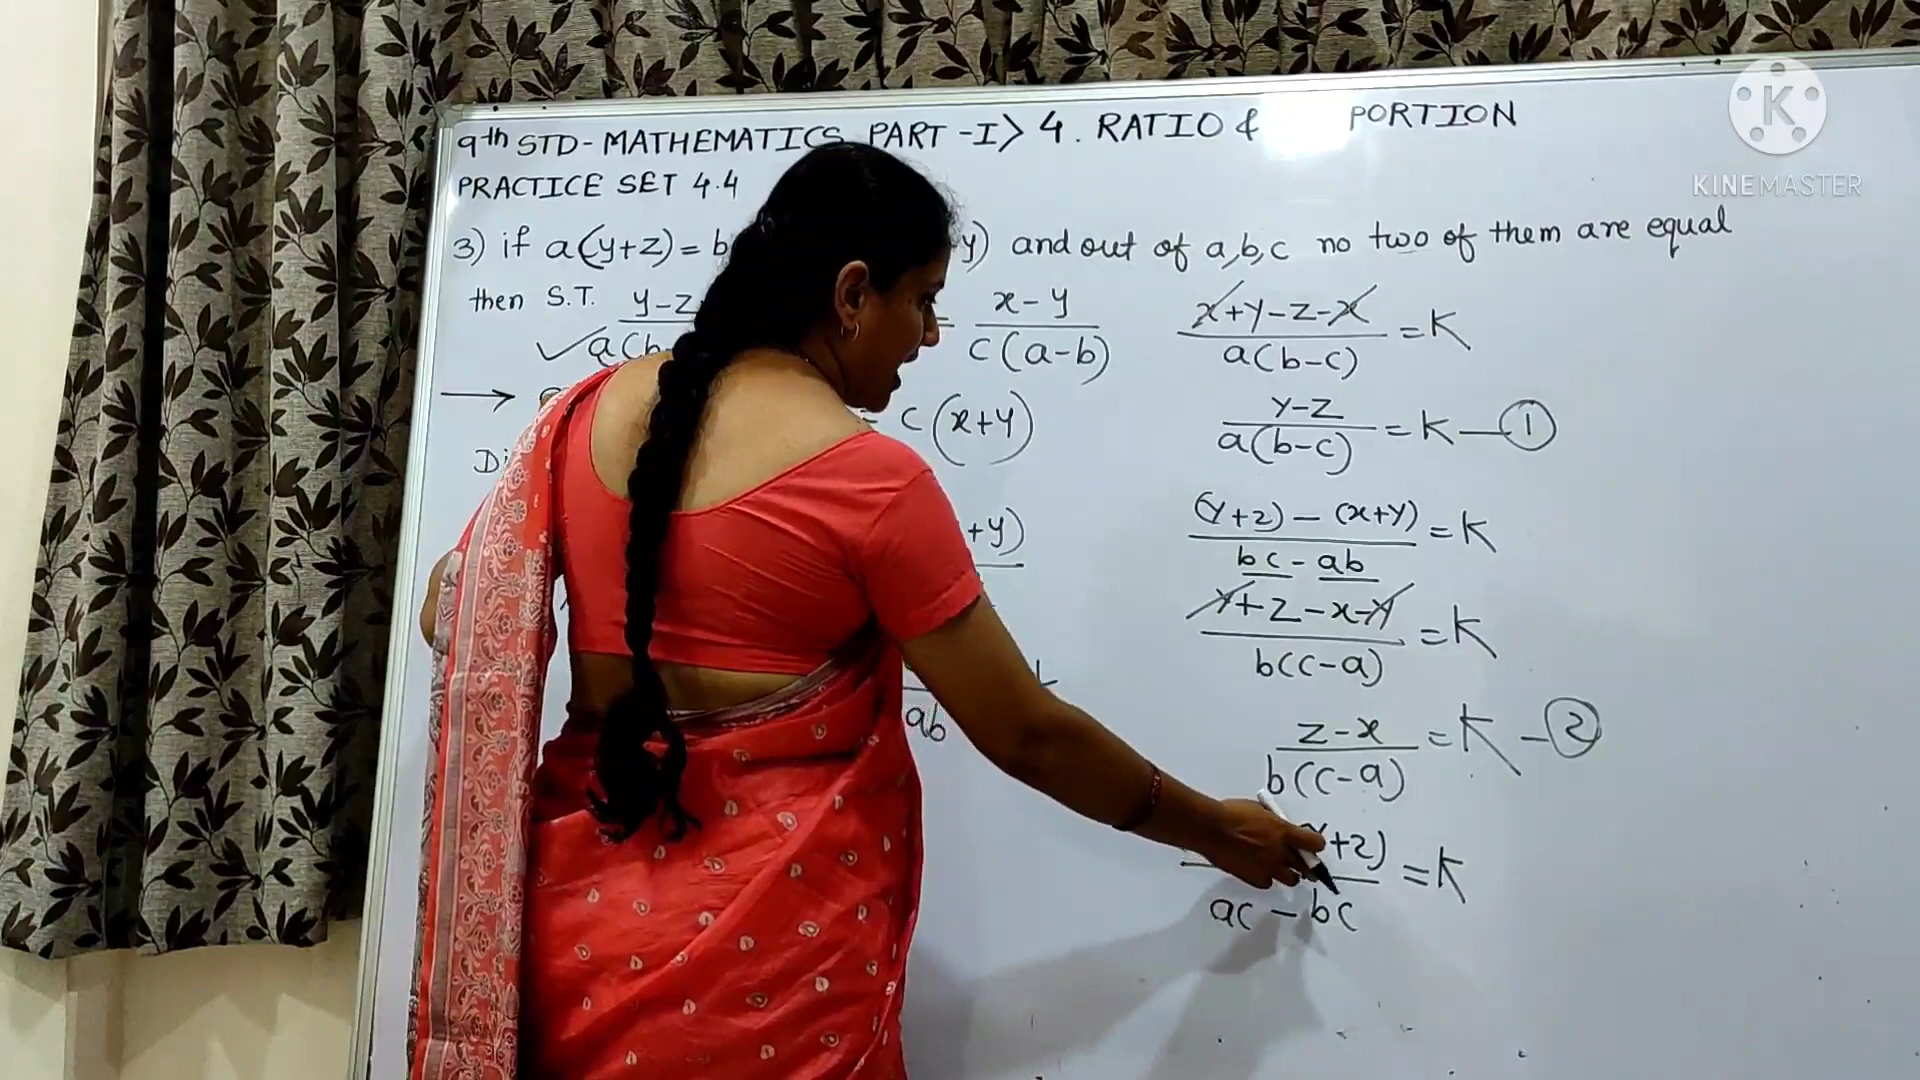 9th STD - MATHEMATICS PART - I > 4. RATIO & PORTION
PRACTICE SET 4.4
3) if a(y+z) = b y) and out of a,b,c no two of them are equal
then S.T. y-z = x-y
a(b- c(a-b)
= c(x+y)
Di
+y)
ab
x+y-z-x = K
a(b-c)
y-z = K - 1
a(b-c)
(y+z) - (x+y) = K
bc - ab
y+z-x-y = K
b(c-a)
z-x = K - 2
b(c-a)
+z) = K
ac - bc
K
KINEMASTER